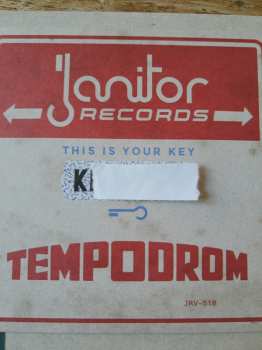 Janitor
RECORDS
THIS IS YOUR KEY
K
TEMPODROM
JRV-518